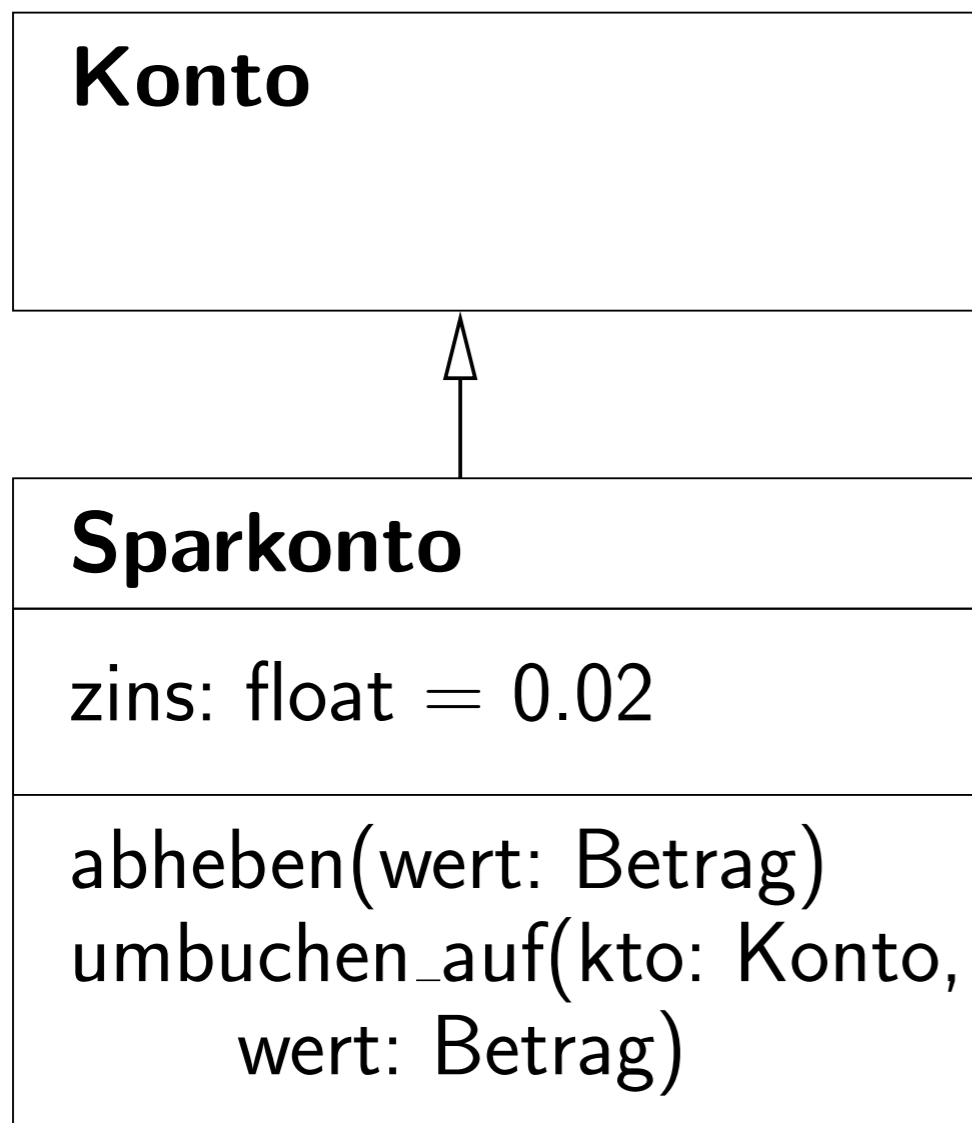 Konto
Sparkonto
zins: float = 0.02
abheben(wert: Betrag)
umbuchen_auf(kto: Konto,
wert: Betrag)